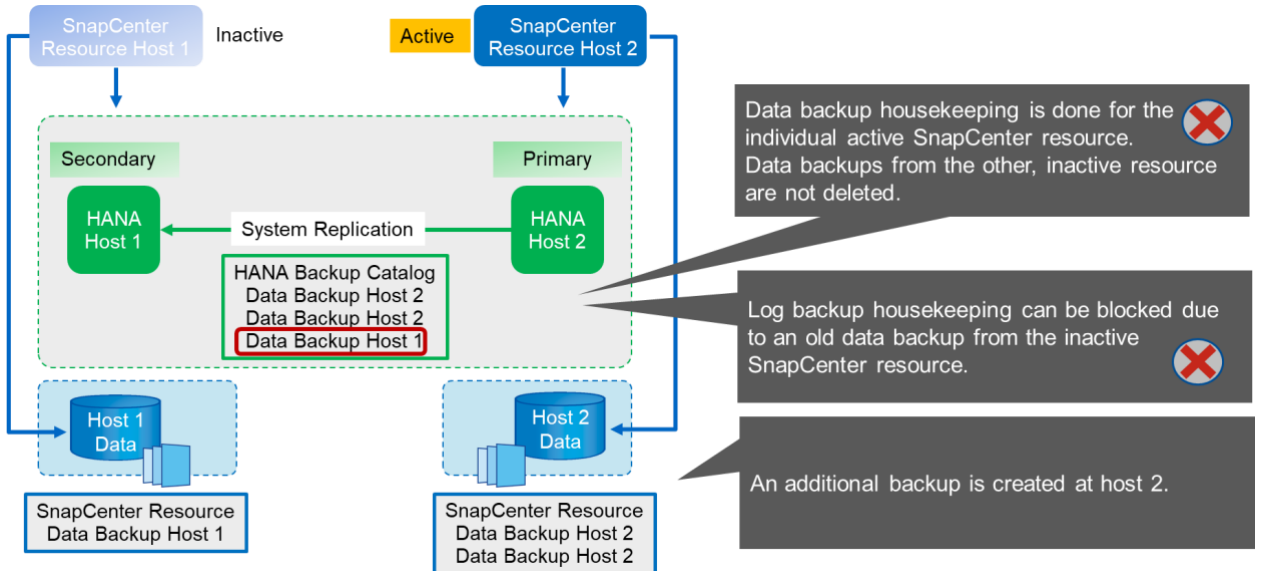 SnapCenter
Resource Host 1
Inactive
Active
SnapCenter
Resource Host 2
Secondary
Primary
HANA
Host 1
System Replication
HANA
Host 2
HANA Backup Catalog
Data Backup Host 2
Data Backup Host 2
Data Backup Host 1
Host 1
Data
Host 2
Data
SnapCenter Resource
Data Backup Host 1
SnapCenter Resource
Data Backup Host 2
Data Backup Host 2
Data backup housekeeping is done for the
individual active SnapCenter resource.
Data backups from the other, inactive resource
are not deleted.
Log backup housekeeping can be blocked due
to an old data backup from the inactive
SnapCenter resource.
An additional backup is created at host 2.